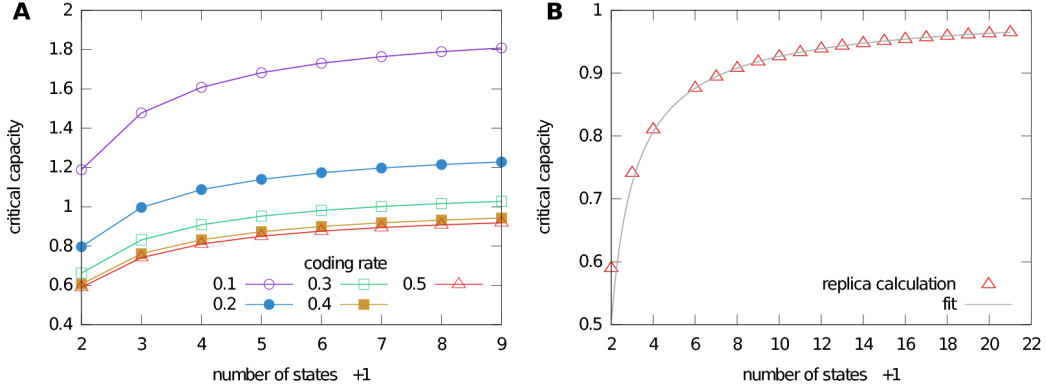 A
2
1.8
1.6
1.4
1.2
1
0.8
0.6
0.4
critical capacity
coding rate
0.1 0.3 0.5
0.2 0.4
2 3 4 5 6 7 8 9
number of states +1
B
1
0.9
0.8
0.7
0.6
0.5
critical capacity
replica calculation
fit
2 4 6 8 10 12 14 16 18 20 22
number of states +1